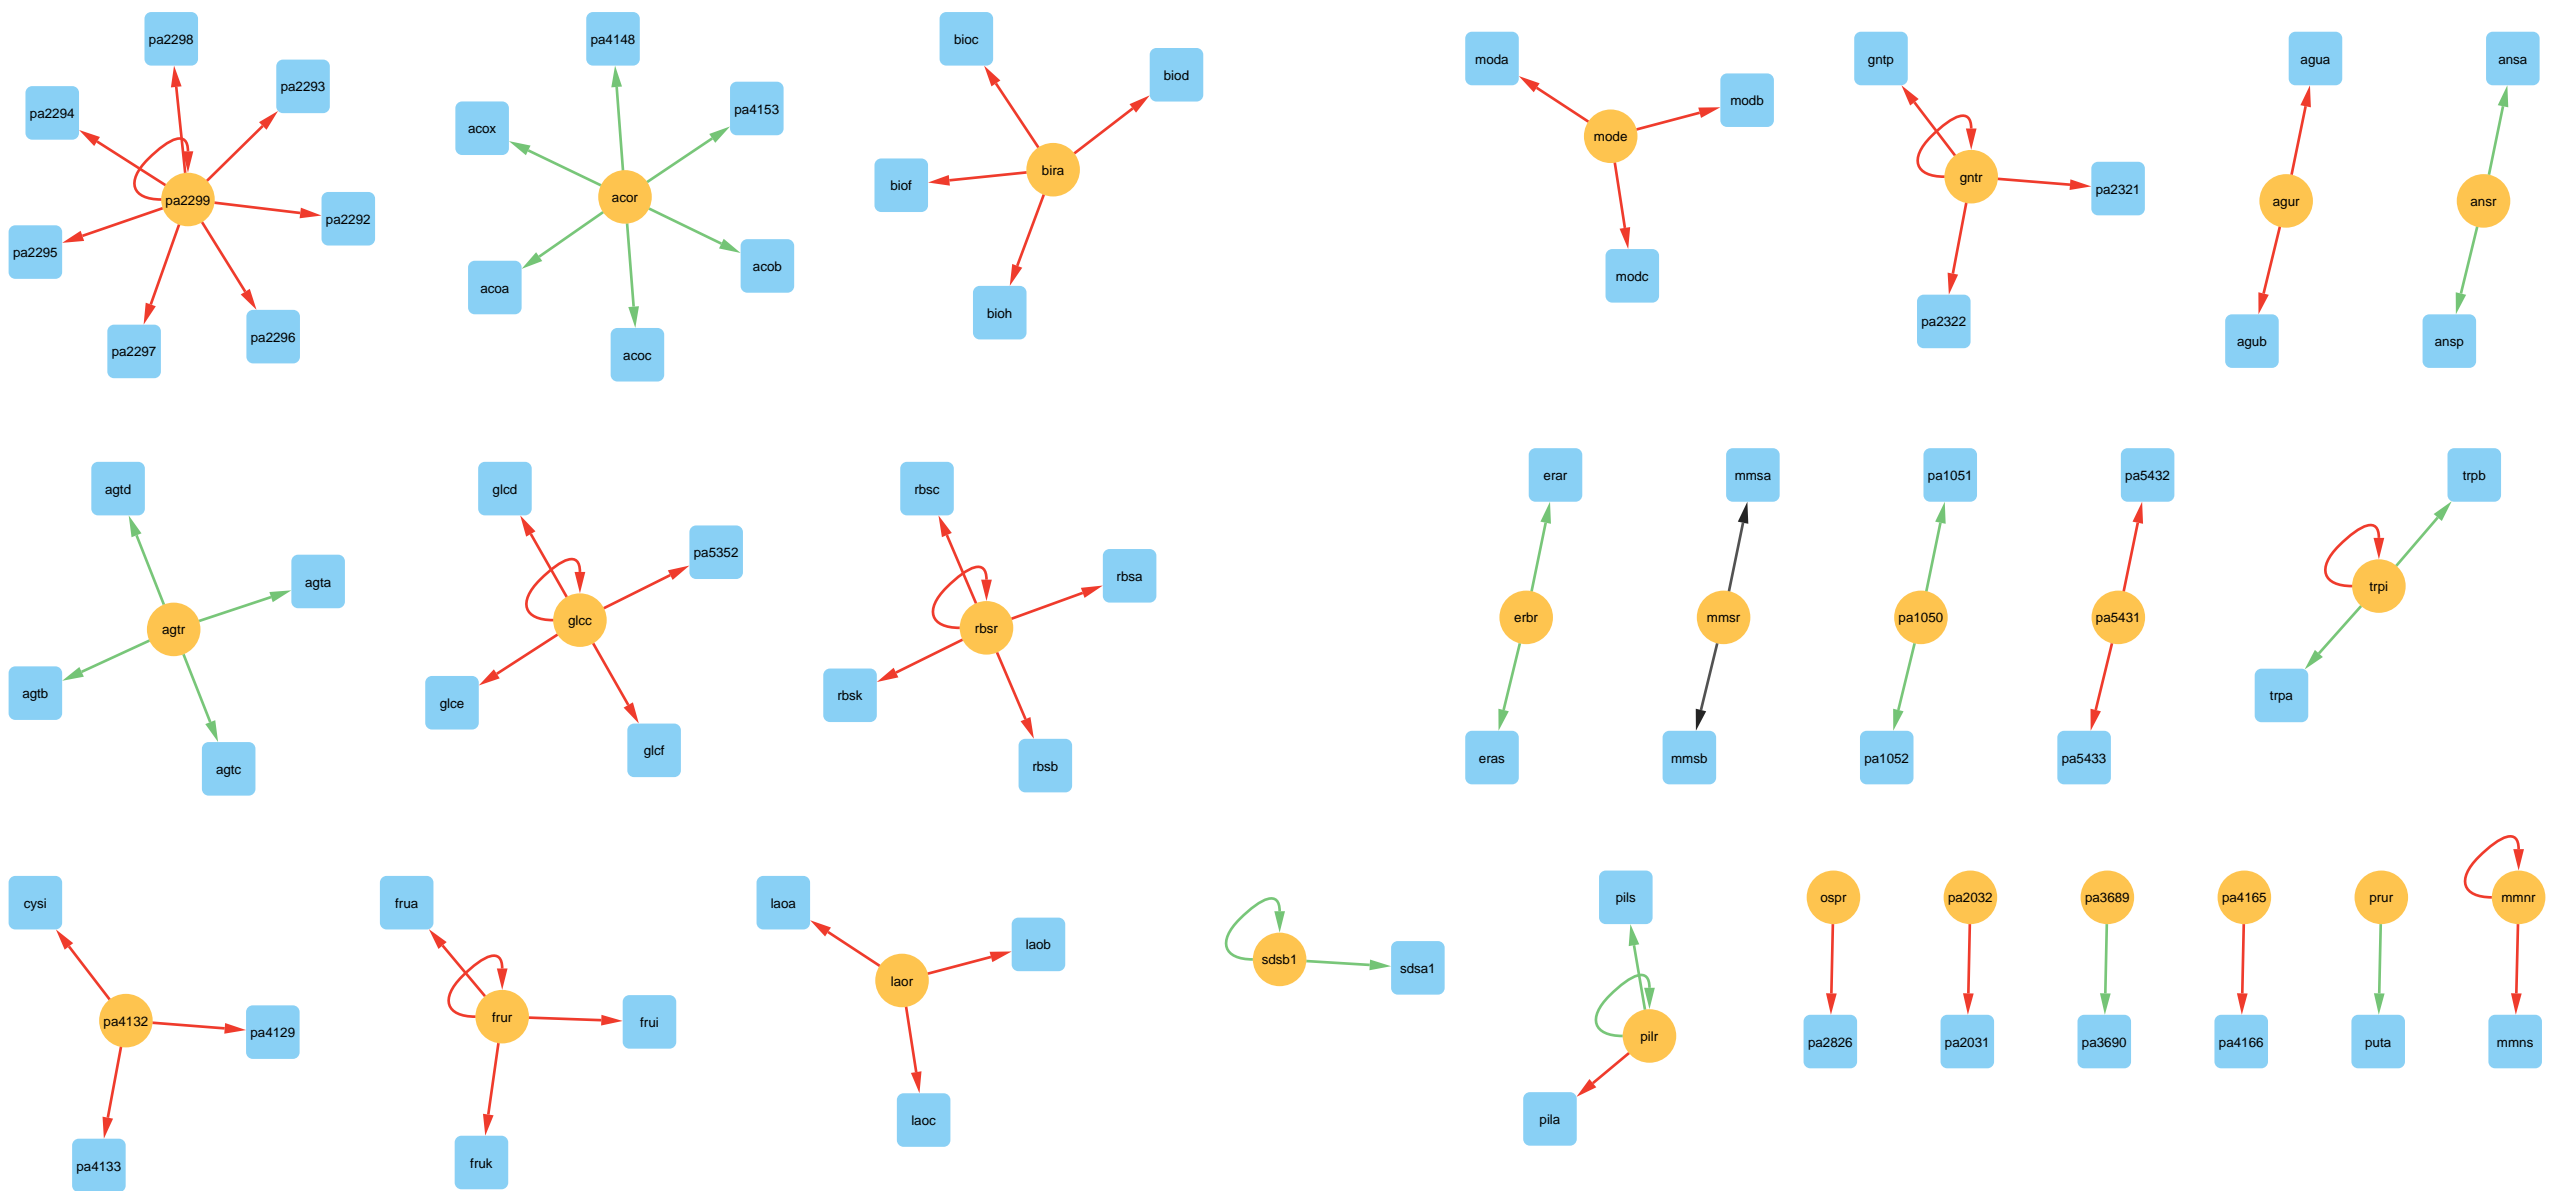 pa2298
pa2293
pa2294
pa2299
pa2292
pa2295
pa2296
pa2297
pa4148
pa4153
acox
acor
acob
acoa
acoc
bioc
biod
biof
bira
bioh
moda
modb
mode
modc
gntp
gntr
pa2321
pa2322
agua
agur
agub
ansa
ansr
ansp
agtd
agta
agtr
agtb
agtc
glcd
pa5352
glcc
glce
glcf
rbsc
rbsa
rbsr
rbsk
rbsb
erar
erbr
eras
mmsa
mmsr
mmsb
pa1051
pa1050
pa1052
pa5432
pa5431
pa5433
trpb
trpi
trpa
cysi
pa4132
pa4129
pa4133
frua
frur
frui
fruk
laoa
laob
laor
laoc
sdsb1
sdsa1
pils
pilr
pila
ospr
pa2826
pa2032
pa2031
pa3689
pa3690
pa4165
pa4166
prur
puta
mmnr
mmns